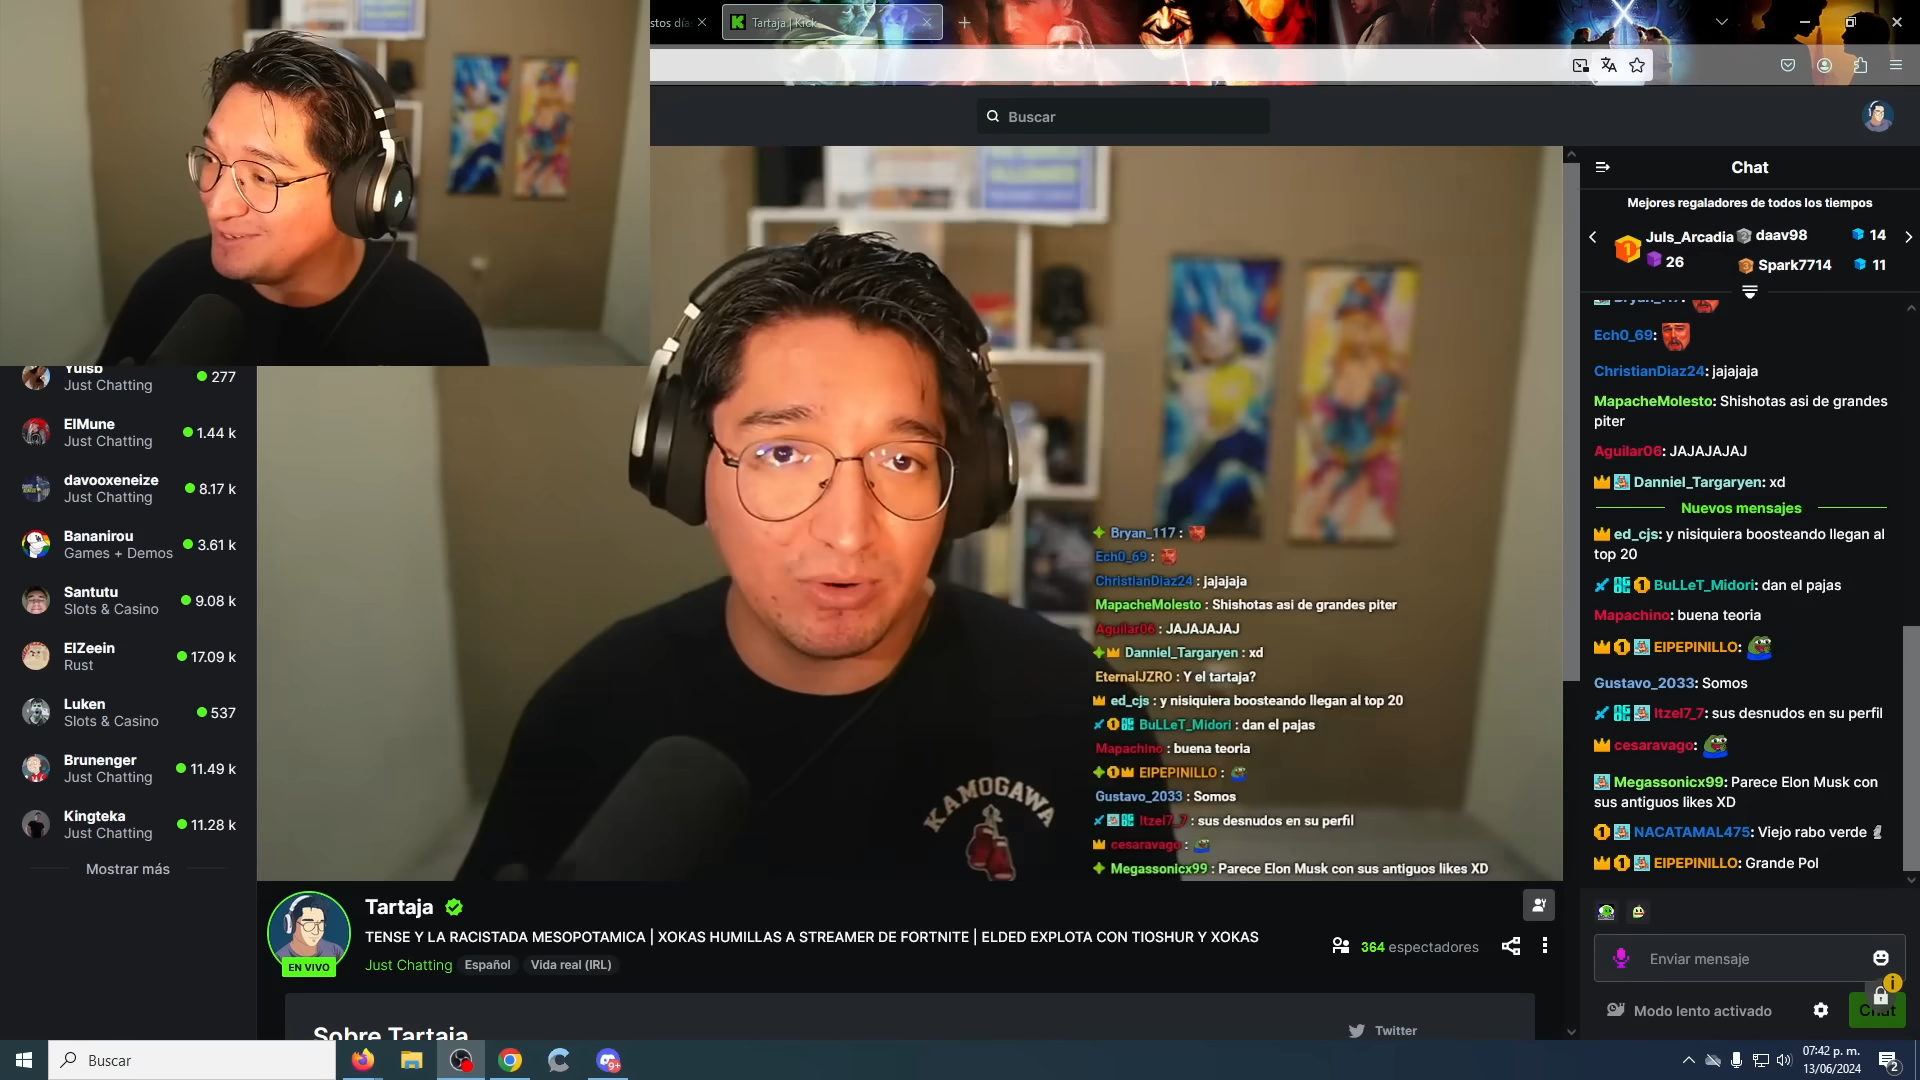 Tartaja | Kick
Buscar
Chat
Mejores regaladores de todos los tiempos
Juls_Arcadia
26
daav98
14
Spark7714
11
Ech0_69:
ChristianDiaz24: jajajaja
MapacheMolesto: Shishotas asi de grandes
piter
Aguilar06: JAJAJAJAJ
Danniel_Targaryen: xd
Nuevos mensajes
ed_cjs: y nisiquiera boosteando llegan al
top 20
BuLLeT_Midori: dan el pajas
Mapachino: buena teoria
ElPEPINILLO:
Gustavo_2033: Somos
Itzel7_7: sus desnudos en su perfil
cesaravago:
Megassonicx99: Parece Elon Musk con
sus antiguos likes XD
NACATAMAL475: Viejo rabo verde
ElPEPINILLO: Grande Pol
Enviar mensaje
Modo lento activado
Chat
Yuisb
Just Chatting
277
ElMune
Just Chatting
1.44 k
davooxeneize
Just Chatting
8.17 k
Bananirou
Games + Demos
3.61 k
Santutu
Slots & Casino
9.08 k
ElZeein
Rust
17.09 k
Luken
Slots & Casino
537
Brunenger
Just Chatting
11.49 k
Kingteka
Just Chatting
11.28 k
Mostrar más
Bryan_117 :
Ech0_69 :
ChristianDiaz24 : jajajaja
MapacheMolesto : Shishotas asi de grandes piter
Aguilar06 : JAJAJAJAJ
Danniel_Targaryen : xd
EternalJZRO : Y el tartaja?
ed_cjs : y nisiquiera boosteando llegan al top 20
BuLLeT_Midori : dan el pajas
Mapachino : buena teoria
ElPEPINILLO :
Gustavo_2033 : Somos
Itzel7_7 : sus desnudos en su perfil
cesaravago :
Megassonicx99 : Parece Elon Musk con sus antiguos likes XD
KAMOGAWA
Tartaja
TENSE Y LA RACISTADA MESOPOTAMICA | XOKAS HUMILLAS A STREAMER DE FORTNITE | ELDED EXPLOTA CON TIOSHUR Y XOKAS
EN VIVO
Just Chatting
Español
Vida real (IRL)
364 espectadores
Sobre Tartaja
Twitter
Buscar
9+
07:42 p. m.
13/06/2024
2